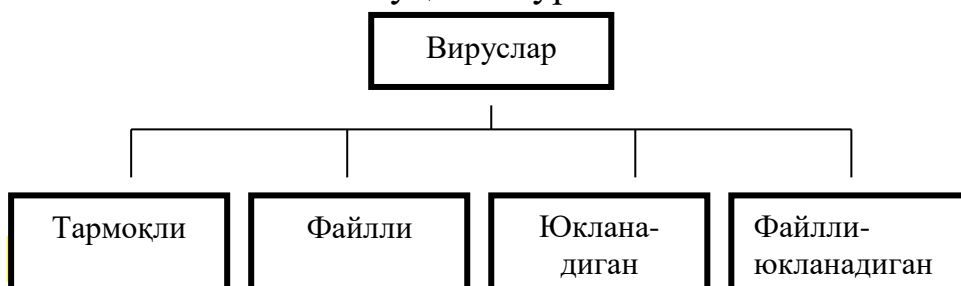 Вируслар
Тармоқли
Файлли
Юклана-
диган
Файлли-
юкланадиган